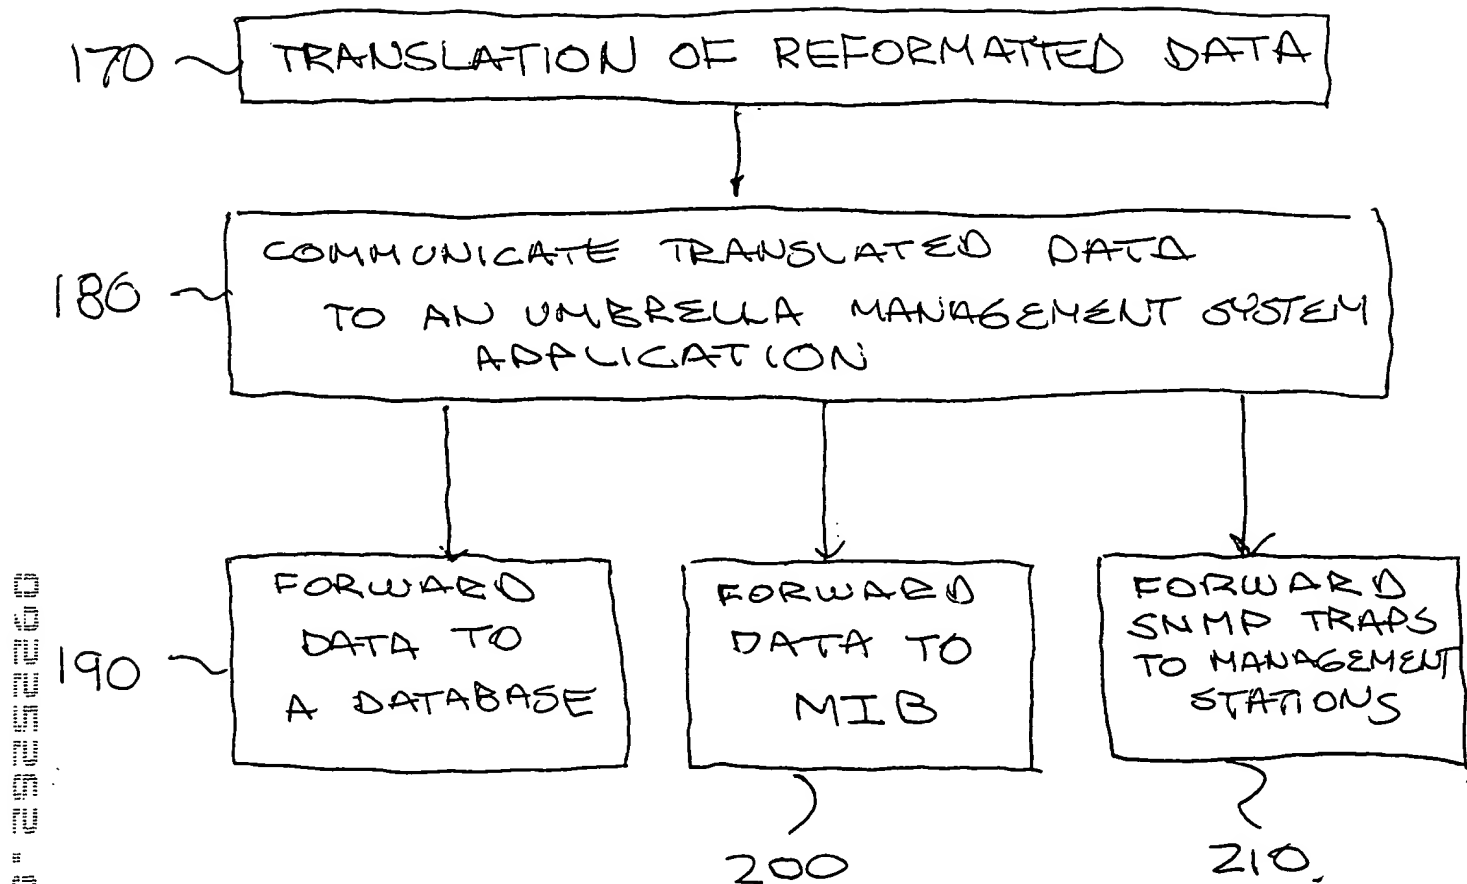 170 TRANSLATION OF REFORMATTED DATA
180 COMMUNICATE TRANSLATED DATA
TO AN UMBRELLA MANAGEMENT SYSTEM
APPLICATION
190
FORWARD
DATA TO
A DATABASE
FORWARD
DATA TO
MIB
FORWARD
SNMP TRAPS
TO MANAGEMENT
STATIONS
200
210.